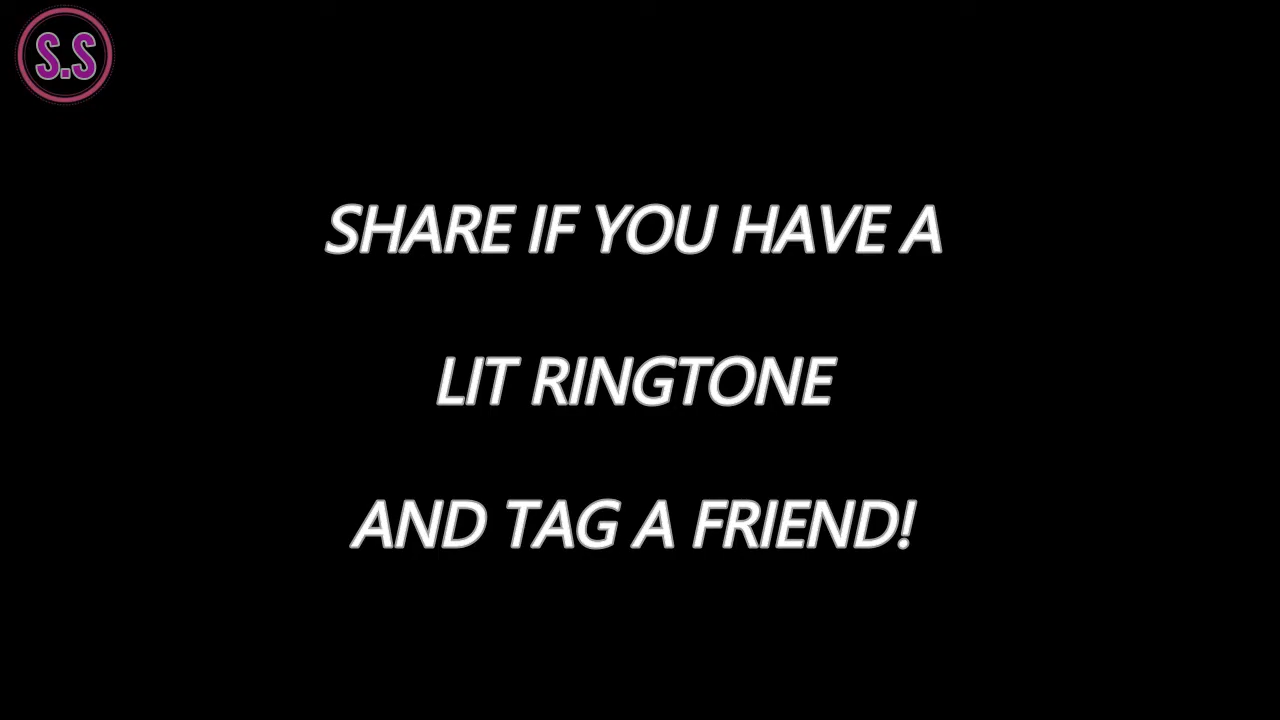 S.S
SHARE IF YOU HAVE A
LIT RINGTONE
AND TAG A FRIEND!